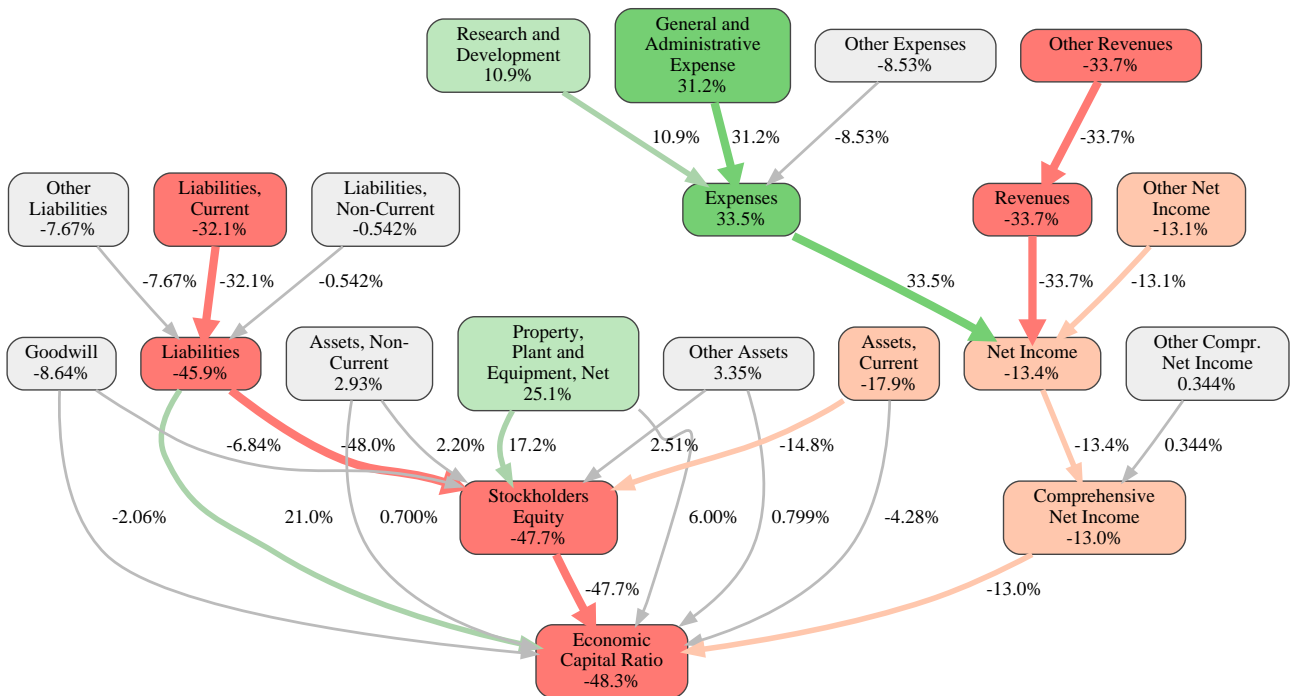 Research and
Development
10.9%
General and
Administrative
Expense
31.2%
Other Expenses
-8.53%
Other Revenues
-33.7%
10.9%
31.2%
-8.53%
-33.7%
Other
Liabilities
-7.67%
Liabilities,
Current
-32.1%
Liabilities,
Non-Current
-0.542%
Expenses
33.5%
Revenues
-33.7%
Other Net
Income
-13.1%
-7.67%
-32.1%
-0.542%
33.5%
-33.7%
-13.1%
Goodwill
-8.64%
Liabilities
-45.9%
Assets, Non-
Current
2.93%
Property,
Plant and
Equipment, Net
25.1%
Other Assets
3.35%
Assets,
Current
-17.9%
Net Income
-13.4%
Other Compr.
Net Income
0.344%
-6.84%
-48.0%
2.20%
17.2%
2.51%
-14.8%
-13.4%
0.344%
-2.06%
21.0%
0.700%
Stockholders
Equity
-47.7%
6.00%
0.799%
-4.28%
Comprehensive
Net Income
-13.0%
-47.7%
-13.0%
Economic
Capital Ratio
-48.3%